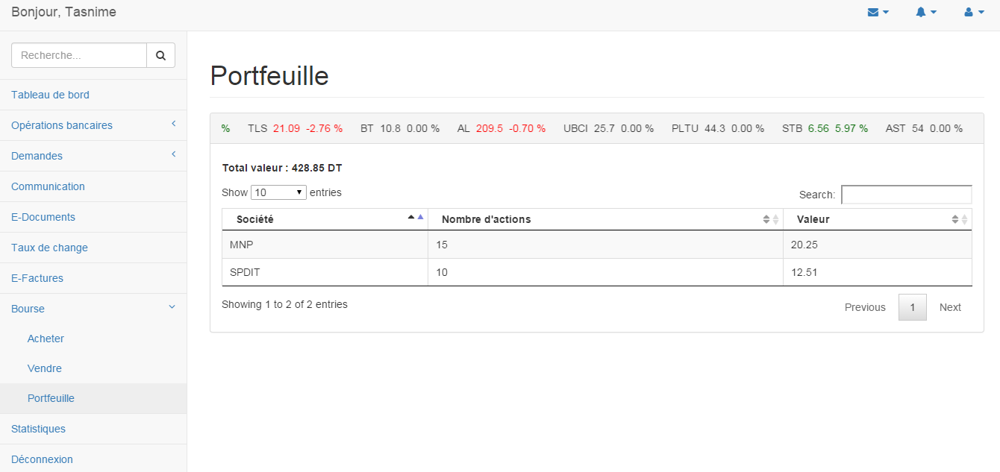 Bonjour, Tasnime
Recherche...
Tableau de bord
Opérations bancaires
Demandes
Communication
E-Documents
Taux de change
E-Factures
Bourse
Acheter
Vendre
Portfeuille
Statistiques
Déconnexion
Portfeuille
% TLS 21.09 -2.76 % BT 10.8 0.00 % AL 209.5 -0.70 % UBCI 25.7 0.00 % PLTU 44.3 0.00 % STB 6.56 5.97 % AST 54 0.00 %
Total valeur : 428.85 DT
Show 10 entries
Search:
Société Nombre d'actions Valeur
MNP 15 20.25
SPDIT 10 12.51
Showing 1 to 2 of 2 entries
Previous 1 Next